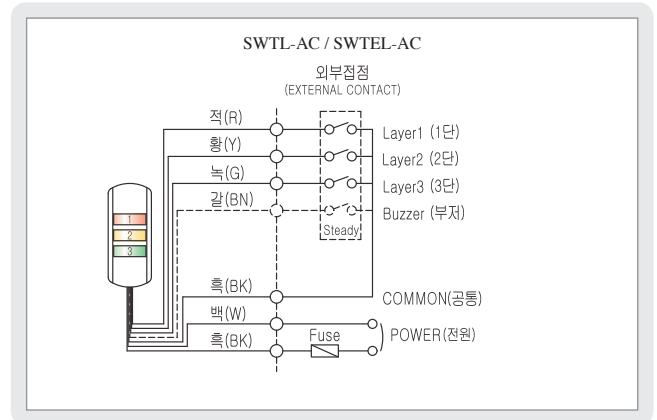 SWTL-AC / SWTEL-AC
외부접점
(EXTERNAL CONTACT)
적(R)
Layer1 (1단)
황(Y)
Layer2 (2단)
녹(G)
Layer3 (3단)
갈(BN)
Buzzer (부저)
Steady
1
2
3
흑(BK)
COMMON(공통)
백(W)
Fuse
POWER(전원)
흑(BK)